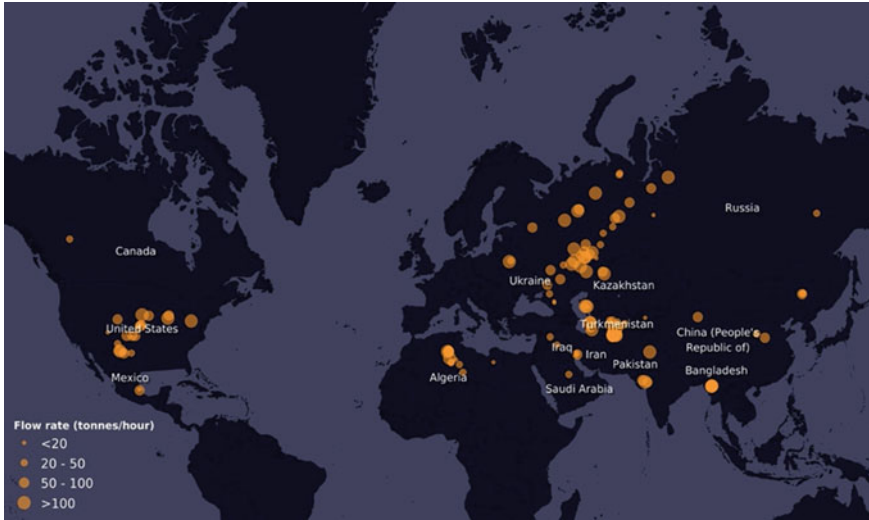 Russia
Canada
Ukraine
Kazakhstan
United States
Turkmenistan
China (People's
Republic of)
Iraq
Iran
Pakistan
Mexico
Algeria
Saudi Arabia
Bangladesh
Flow rate (tonnes/hour)
<20
20 - 50
50 - 100
>100